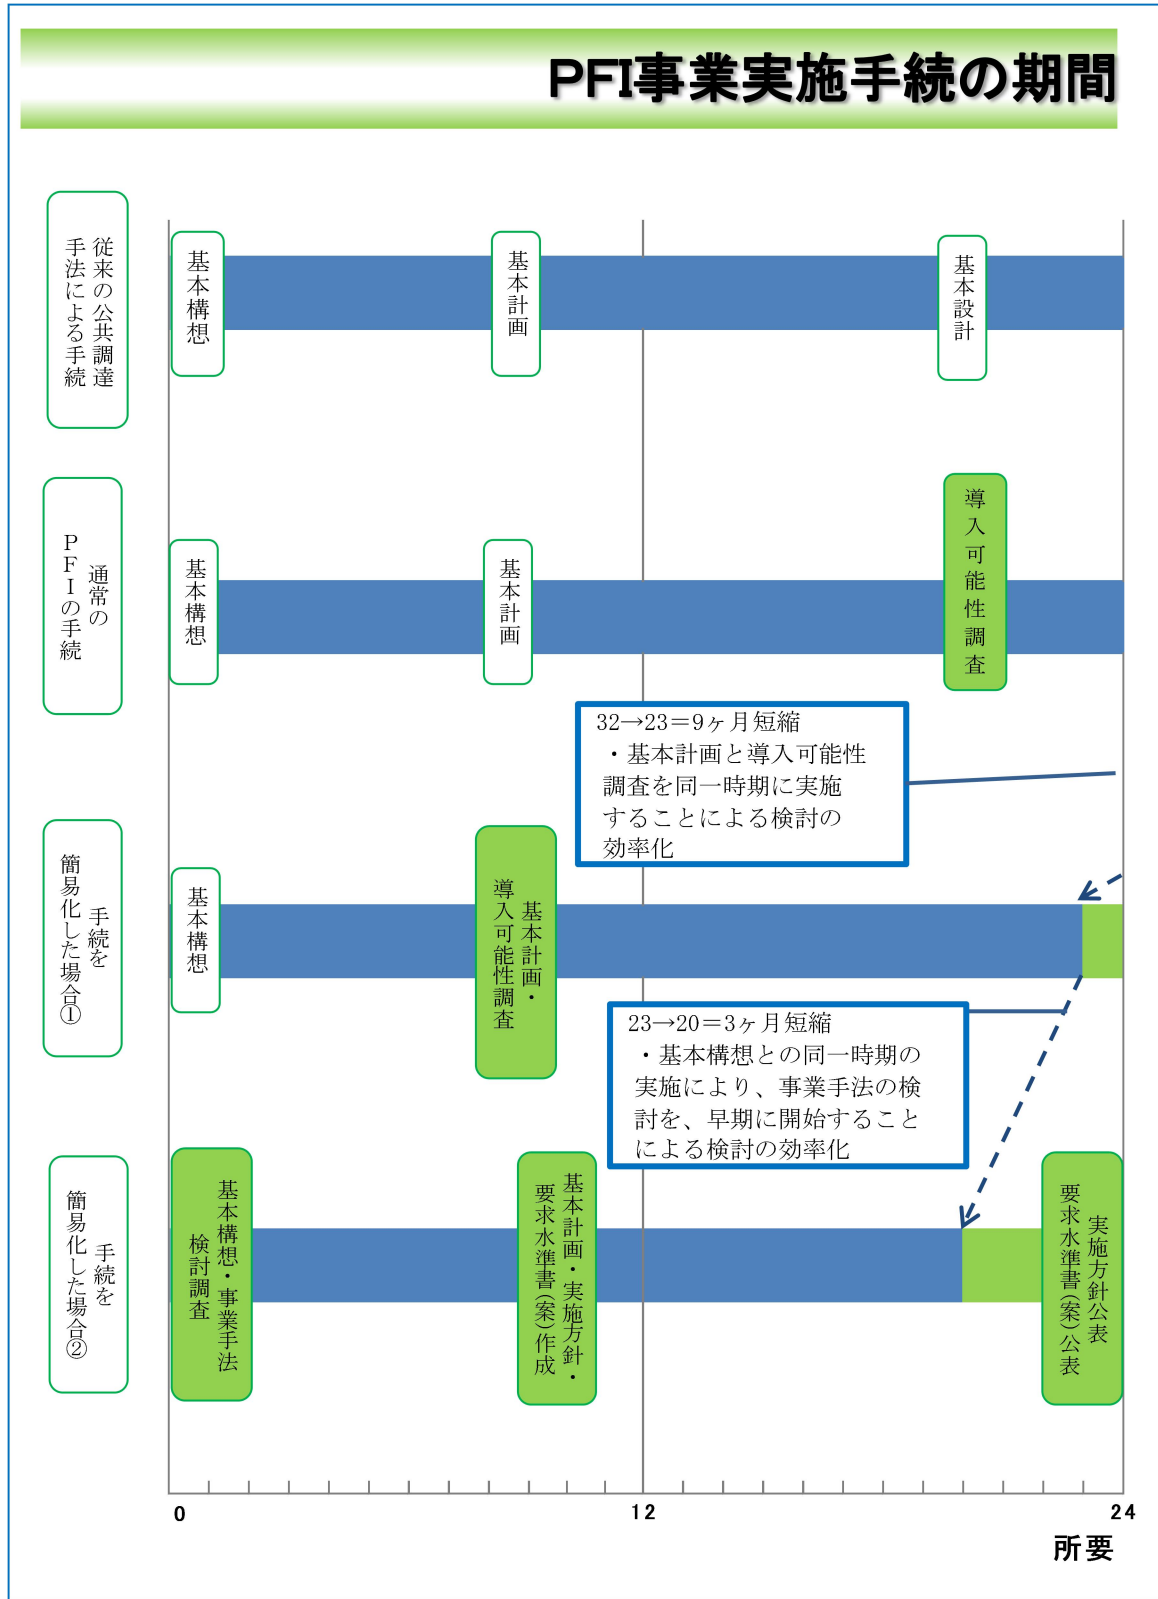 PFI事業実施手続の期間
従来の公共調達
手法による手続
基本構想
基本計画
基本設計
通常の
PFIの手続
基本構想
基本計画
導入可能性調査
32→23＝9ヶ月短縮
・基本計画と導入可能性
調査を同一時期に実施
することによる検討の
効率化
手続を
簡易化した場合①
基本構想
基本計画・
導入可能性調査
23→20＝3ヶ月短縮
・基本構想との同一時期の
実施により、事業手法の検
討を、早期に開始すること
による検討の効率化
手続を
簡易化した場合②
基本構想・事業手法
検討調査
基本計画・実施方針・
要求水準書（案）作成
実施方針公表
要求水準書（案）公表
0
12
24
所要